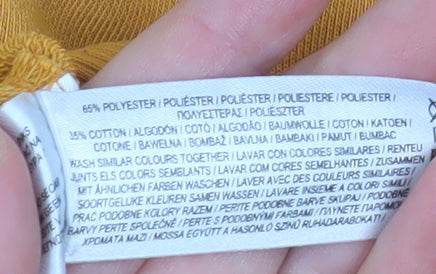 65% POLYESTER / POLIÉSTER / POLIÉSTER / POLIESTERE / POLIESTER /
ΠΟΛΥΕΣΤΕΡΑΣ / POLIÉSZTER
35% COTTON / ALGODÓN / COTÓ / ALGODÃO / BAUMWOLLE / COTON / KATOEN /
COTONE / BAWEŁNA / BOMBAŽ / BAVLNA / BAMBAKI / PAMUT / BUMBAC
WASH SIMILAR COLOURS TOGETHER / LAVAR CON COLORES SIMILARES / RENTEU
JUNTS ELS COLORS SEMBLANTS / LAVAR COM CORES SEMELHANTES / ZUSAMMEN
MIT ÄHNLICHEN FARBEN WASCHEN / LAVER AVEC DES COULEURS SIMILAIRES /
SOORTGELIJKE KLEUREN SAMEN WASSEN / LAVARE INSIEME A COLORI SIMILI /
PRAĆ PODOBNE KOLORY RAZEM / PERITE PODOBNE BARVE SKUPAJ / PODOBNÉ
BARVY PERTE SPOLEČNĚ / PERTE S PODOBNÝMI FARBAMI / ΠΛΥΝΕΤΕ ΠΑΡΟΜΟΙΑ
ΧΡΩΜΑΤΑ ΜΑΖΙ / MOSSA EGYÜTT A HASONLÓ SZÍNŰ RUHADARABOKAT! /